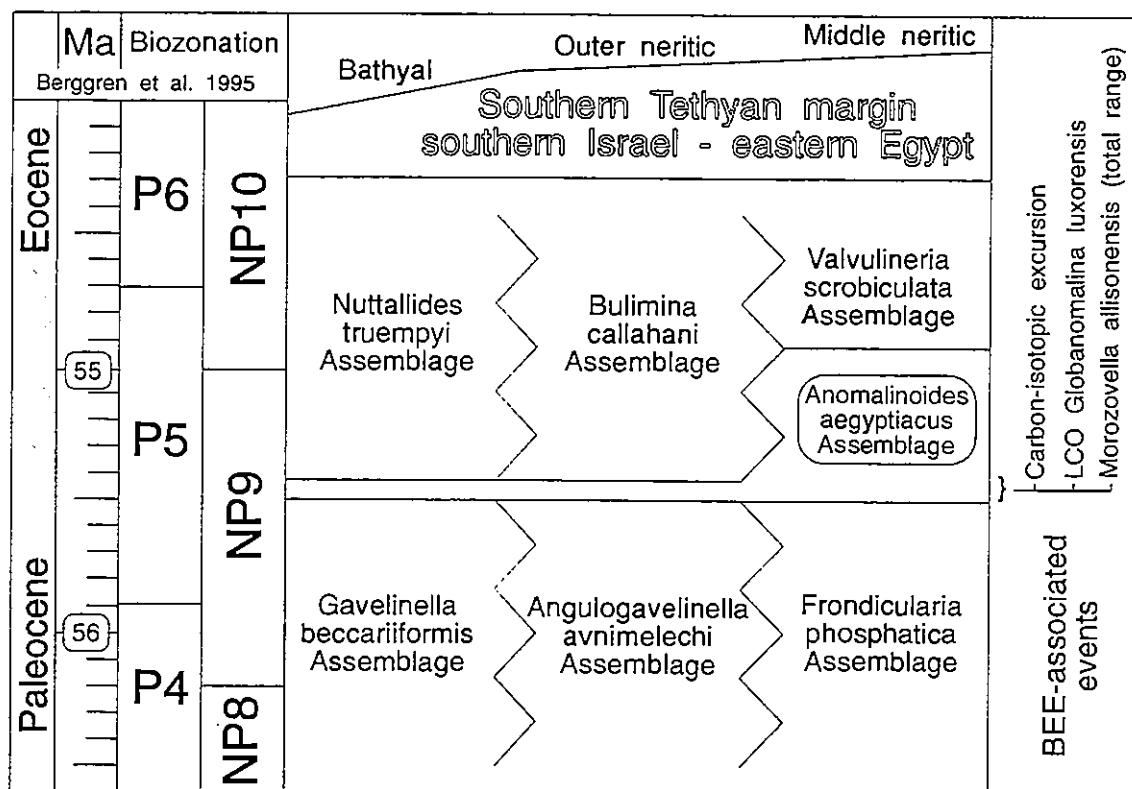 Ma
Biozonation
Berggren et al. 1995
Bathyal
Outer neritic
Middle neritic
Southern Tethyan margin
southern Israel - eastern Egypt
Eocene
Paleocene
55
56
P6
P5
P4
NP10
NP9
NP8
Nuttallides
truempyi
Assemblage
Bulimina
callahani
Assemblage
Valvulineria
scrobiculata
Assemblage
Anomalinoides
aegyptiacus
Assemblage
Gavelinella
beccariiformis
Assemblage
Angulogavelinella
avnimelechi
Assemblage
Frondicularia
phosphatica
Assemblage
}
Carbon-isotopic excursion
LCO Globanomalina luxorensis
Morozovella allisonensis (total range)
BEE-associated
events